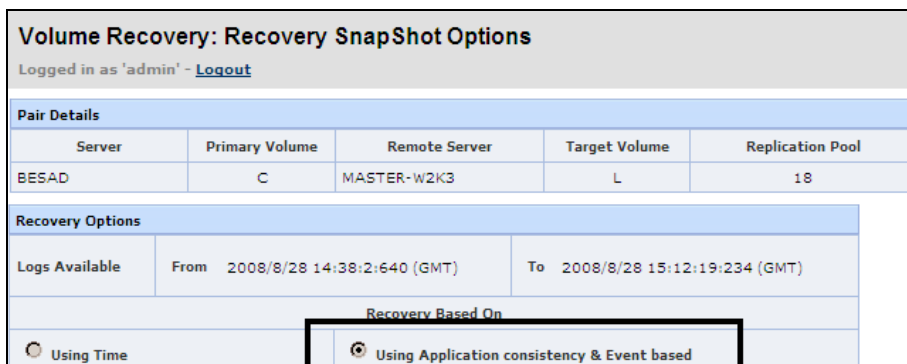 Volume Recovery: Recovery SnapShot Options
Logged in as 'admin' - Logout
Pair Details
Server Primary Volume Remote Server Target Volume Replication Pool
BESAD C MASTER-W2K3 L 18
Recovery Options
Logs Available From 2008/8/28 14:38:2:640 (GMT) To 2008/8/28 15:12:19:234 (GMT)
Recovery Based On
Using Time Using Application consistency & Event based